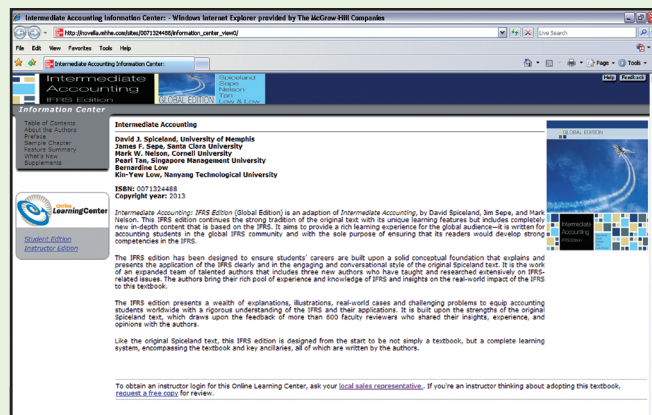 Intermediate Accounting Information Center: - Windows Internet Explorer provided by The McGraw-Hill Companies
http://novella.mhhe.com/sites/0071324488/information_center_view0/
Live Search
File Edit View Favorites Tools Help
Intermediate Accounting Information Center:
Page Tools
Intermediate
Accounting
IFRS Edition
GLOBAL EDITION
Spiceland
Sepe
Nelson
Tan
Low & Low
Help Feedback
Information Center
Table of Contents
About the Authors
Preface
Sample Chapter
Feature Summary
What's New
Supplements
Online
LearningCenter
Student Edition
Instructor Edition
Intermediate Accounting
David J. Spiceland, University of Memphis
James F. Sepe, Santa Clara University
Mark W. Nelson, Cornell University
Pearl Tan, Singapore Management University
Bernardine Low
Kin-Yew Low, Nanyang Technological University
ISBN: 0071324488
Copyright year: 2013
Intermediate Accounting: IFRS Edition (Global Edition) is an adaption of Intermediate Accounting, by David Spiceland, Jim Sepe, and Mark
Nelson. This IFRS edition continues the strong tradition of the original text with its unique learning features but includes completely
new in-depth content that is based on the IFRS. It aims to provide a rich learning experience for the global audience—it is written for
accounting students in the global IFRS community and with the sole purpose of ensuring that its readers would develop strong
competencies in the IFRS.
The IFRS edition has been designed to ensure students' careers are built upon a solid conceptual foundation that explains and
presents the application of the IFRS clearly and in the engaging and conversational style of the original Spiceland text. It is the work
of an expanded team of talented authors that includes three new authors who have taught and researched extensively on IFRS-
related issues. The authors bring their rich pool of experience and knowledge of IFRS and insights on the real-world impact of the IFRS
to this textbook.
The IFRS edition presents a wealth of explanations, illustrations, real-world cases and challenging problems to equip accounting
students worldwide with a rigorous understanding of the IFRS and their applications. It is built upon the strengths of the original
Spiceland text, which draws upon the feedback of more than 600 faculty reviewers who shared their insights, experience, and
opinions with the authors.
Like the original Spiceland text, this IFRS edition is designed from the start to be not simply a textbook, but a complete learning
system, encompassing the textbook and key ancillaries, all of which are written by the authors.
To obtain an instructor login for this Online Learning Center, ask your local sales representative. If you're an instructor thinking about adopting this textbook,
request a free copy for review.
GLOBAL EDITION
Intermediate
Accounting